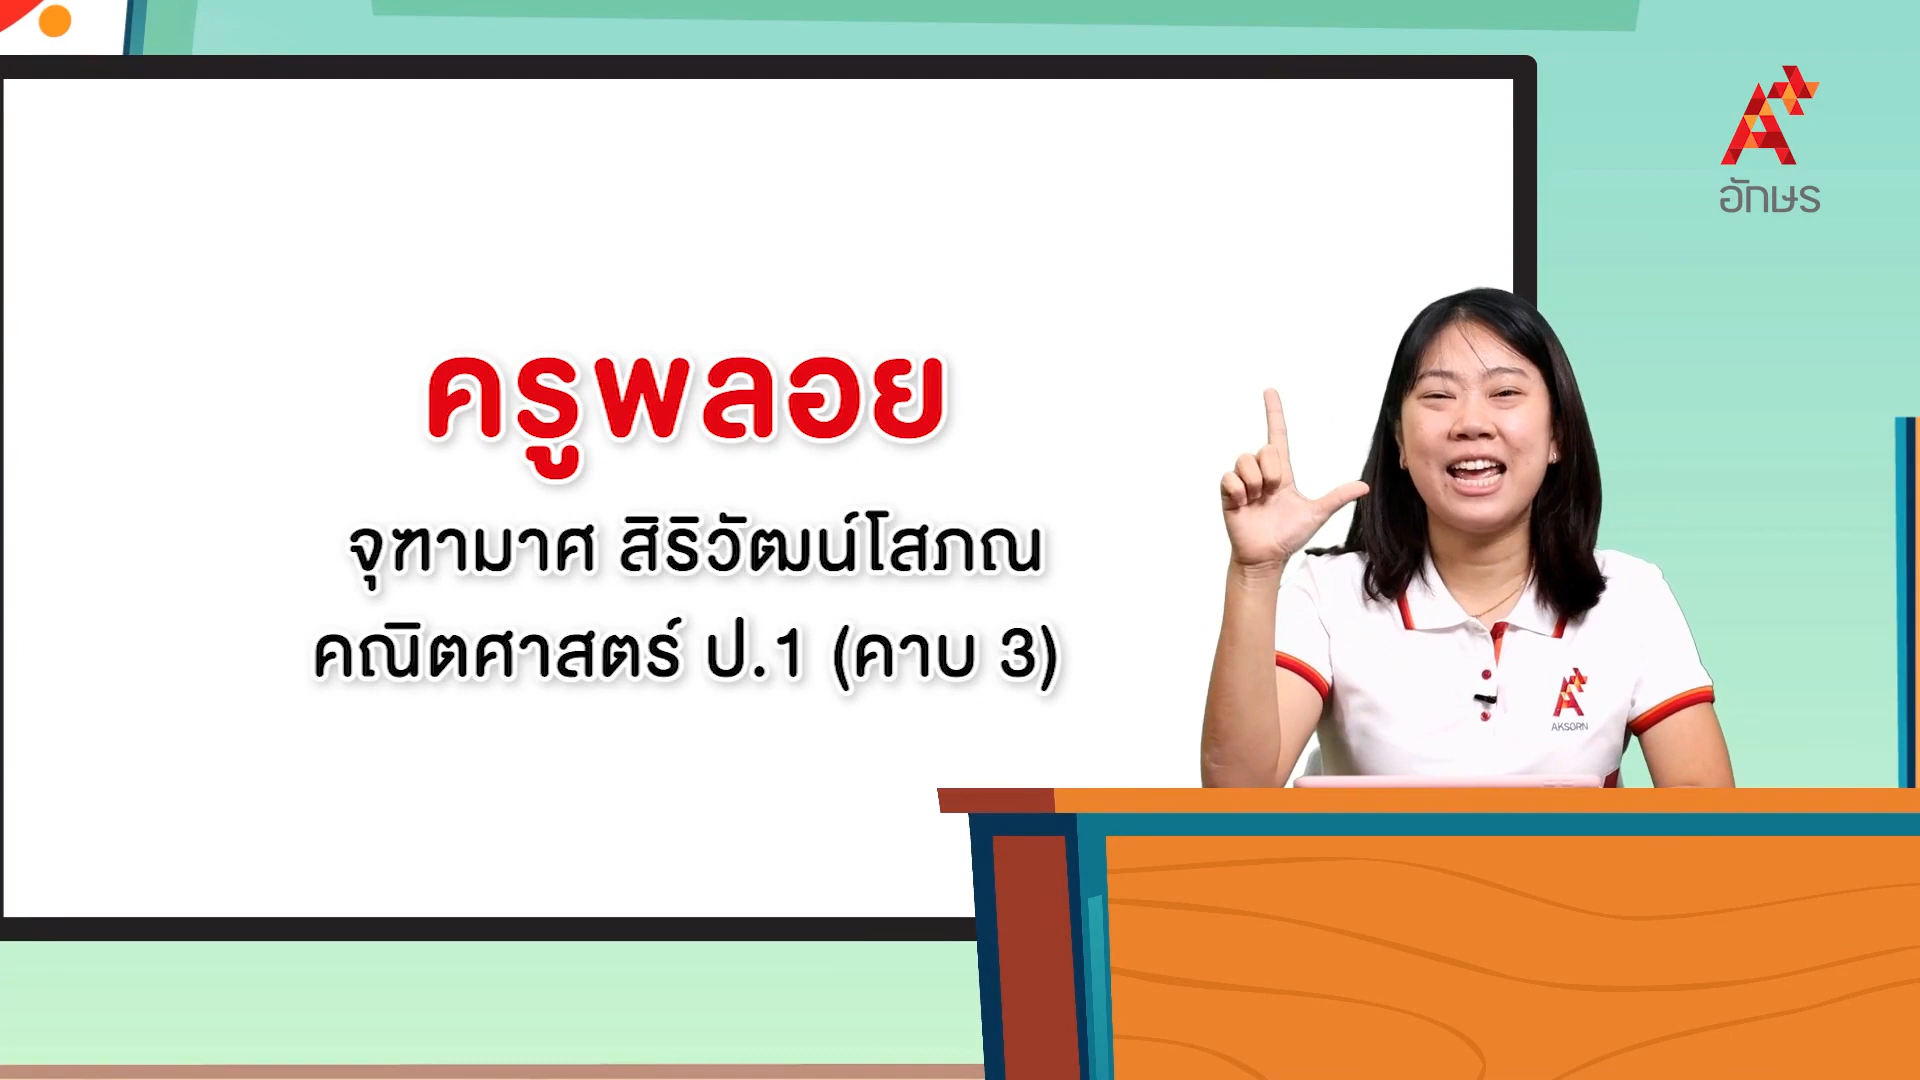 อักษร
ครูพลอย
จุฑามาศ สิริวัฒน์โสภณ
คณิตศาสตร์ ป.1 (คาบ 3)
AKSORN